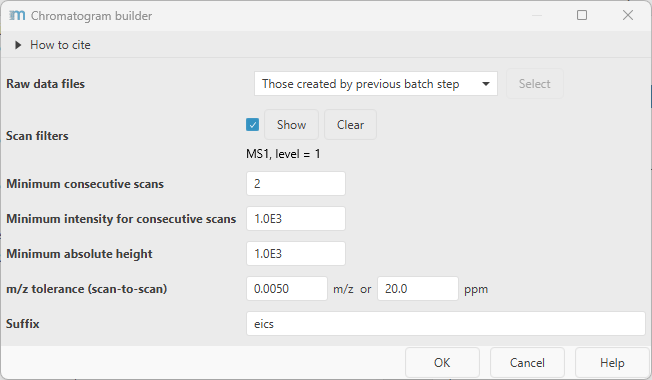 m Chromatogram builder
How to cite
Raw data files Those created by previous batch step Select
Scan filters Show Clear
MS1, level = 1
Minimum consecutive scans 2
Minimum intensity for consecutive scans 1.0E3
Minimum absolute height 1.0E3
m/z tolerance (scan-to-scan) 0.0050 m/z or 20.0 ppm
Suffix eics
OK Cancel Help